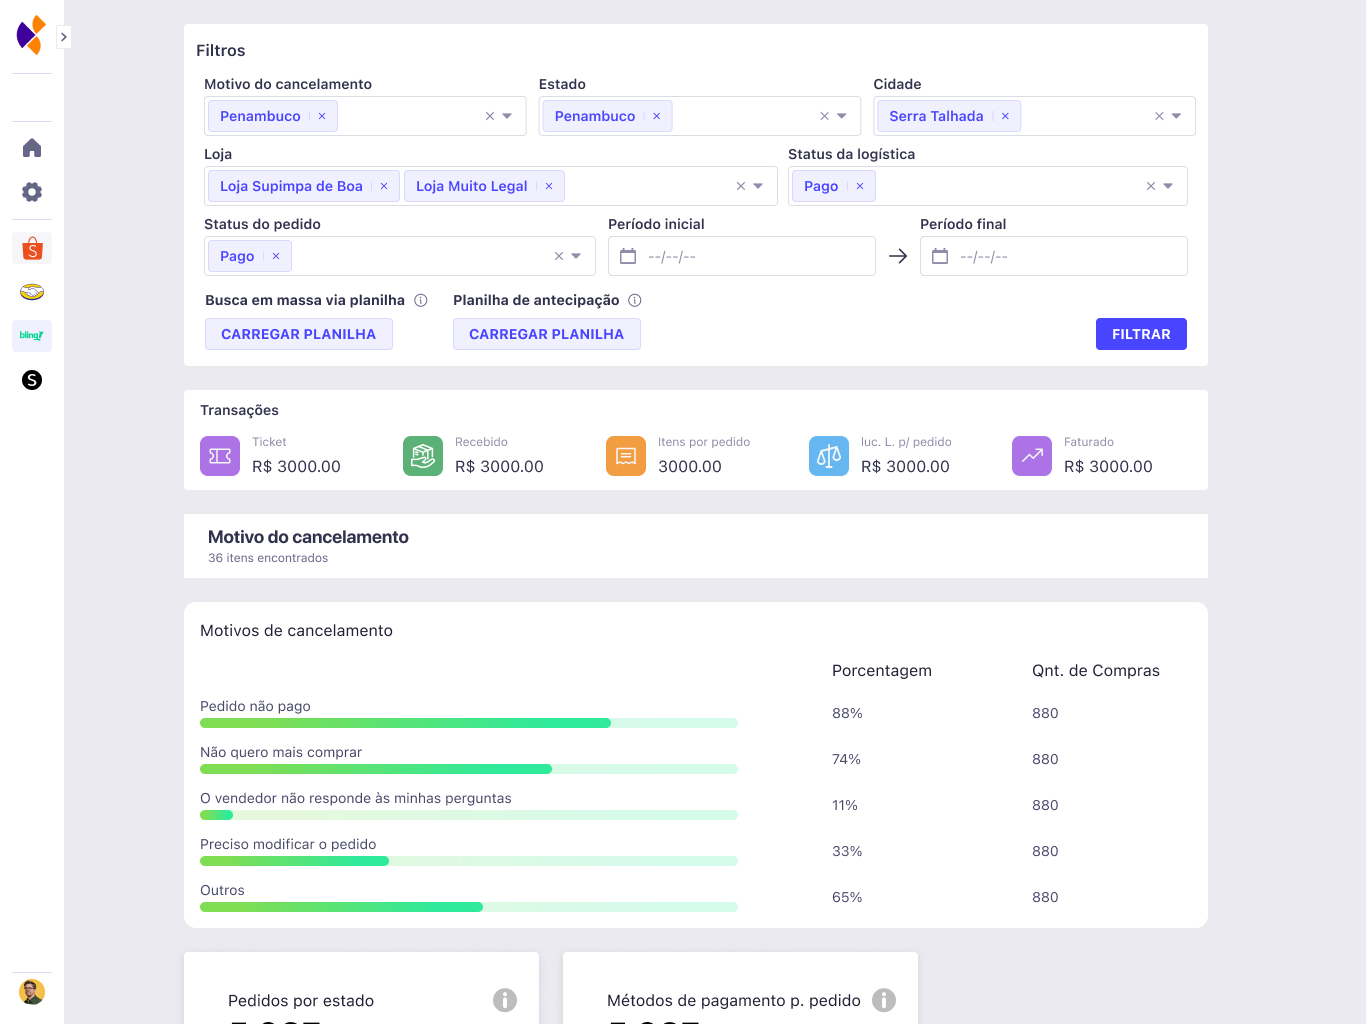 Filtros
Motivo do cancelamento
Estado
Cidade
Penambuco
Penambuco
Serra Talhada
Loja
Status da logística
Loja Supimpa de Boa
Loja Muito Legal
Pago
Status do pedido
Período inicial
Período final
Pago
--/--/--
--/--/--
Busca em massa via planilha
Planilha de antecipação
CARREGAR PLANILHA
CARREGAR PLANILHA
FILTRAR
bling!
S
S
Transações
Ticket
R$ 3000.00
Recebido
R$ 3000.00
Itens por pedido
3000.00
luc. L. p/ pedido
R$ 3000.00
Faturado
R$ 3000.00
Motivo do cancelamento
36 itens encontrados
Motivos de cancelamento
Porcentagem
Qnt. de Compras
Pedido não pago
88%
880
Não quero mais comprar
74%
880
O vendedor não responde às minhas perguntas
11%
880
Preciso modificar o pedido
33%
880
Outros
65%
880
Pedidos por estado
Métodos de pagamento p. pedido